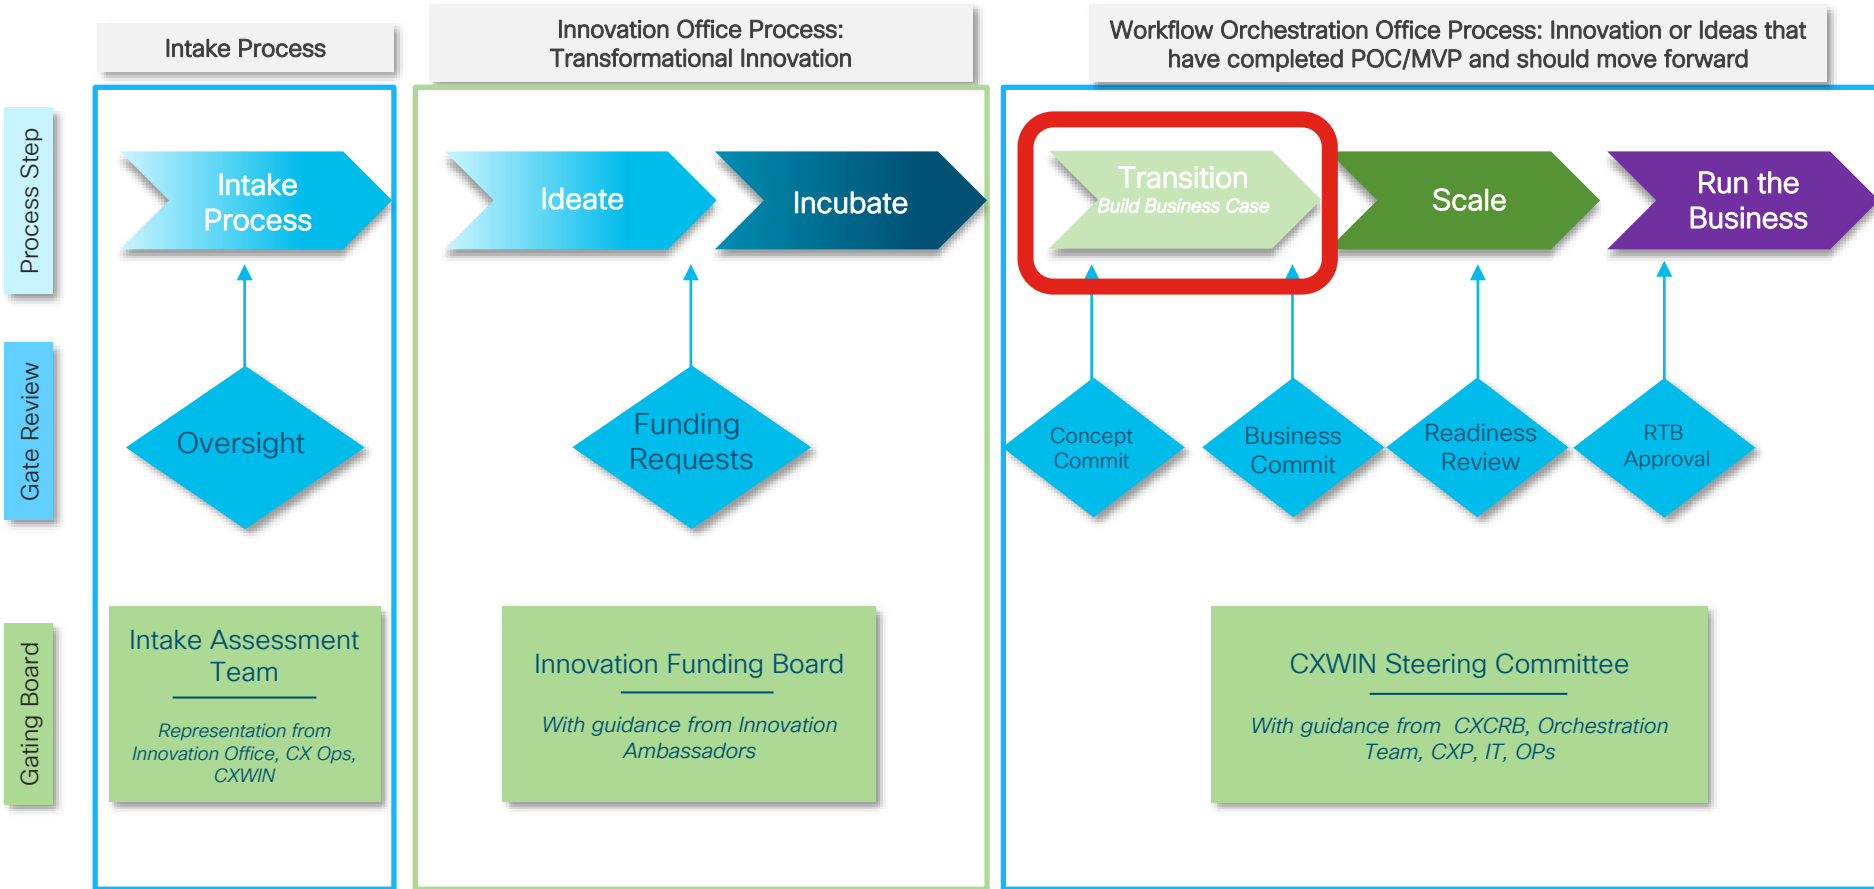 Intake Process
Innovation Office Process:
Transformational Innovation
Workflow Orchestration Office Process: Innovation or Ideas that
have completed POC/MVP and should move forward
Process Step
Intake
Process
Ideate
Incubate
Transition
Build Business Case
Scale
Run the
Business
Gate Review
Oversight
Funding
Requests
Concept
Commit
Business
Commit
Readiness
Review
RTB
Approval
Gating Board
Intake Assessment
Team
Representation from
Innovation Office, CX Ops,
CXWIN
Innovation Funding Board
With guidance from Innovation
Ambassadors
CXWIN Steering Committee
With guidance from CXCRB, Orchestration
Team, CXP, IT, OPs